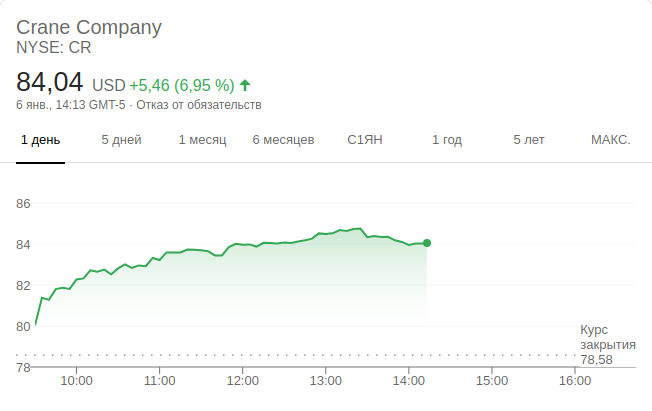 Crane Company
NYSE: CR
84,04 USD +5,46 (6,95 %)
6 янв., 14:13 GMT-5 · Отказ от обязательств
1 день 5 дней 1 месяц 6 месяцев С1ЯН 1 год 5 лет МАКС.
86
84
82
80
Курс
закрытия
78,58
78
10:00 11:00 12:00 13:00 14:00 15:00 16:00